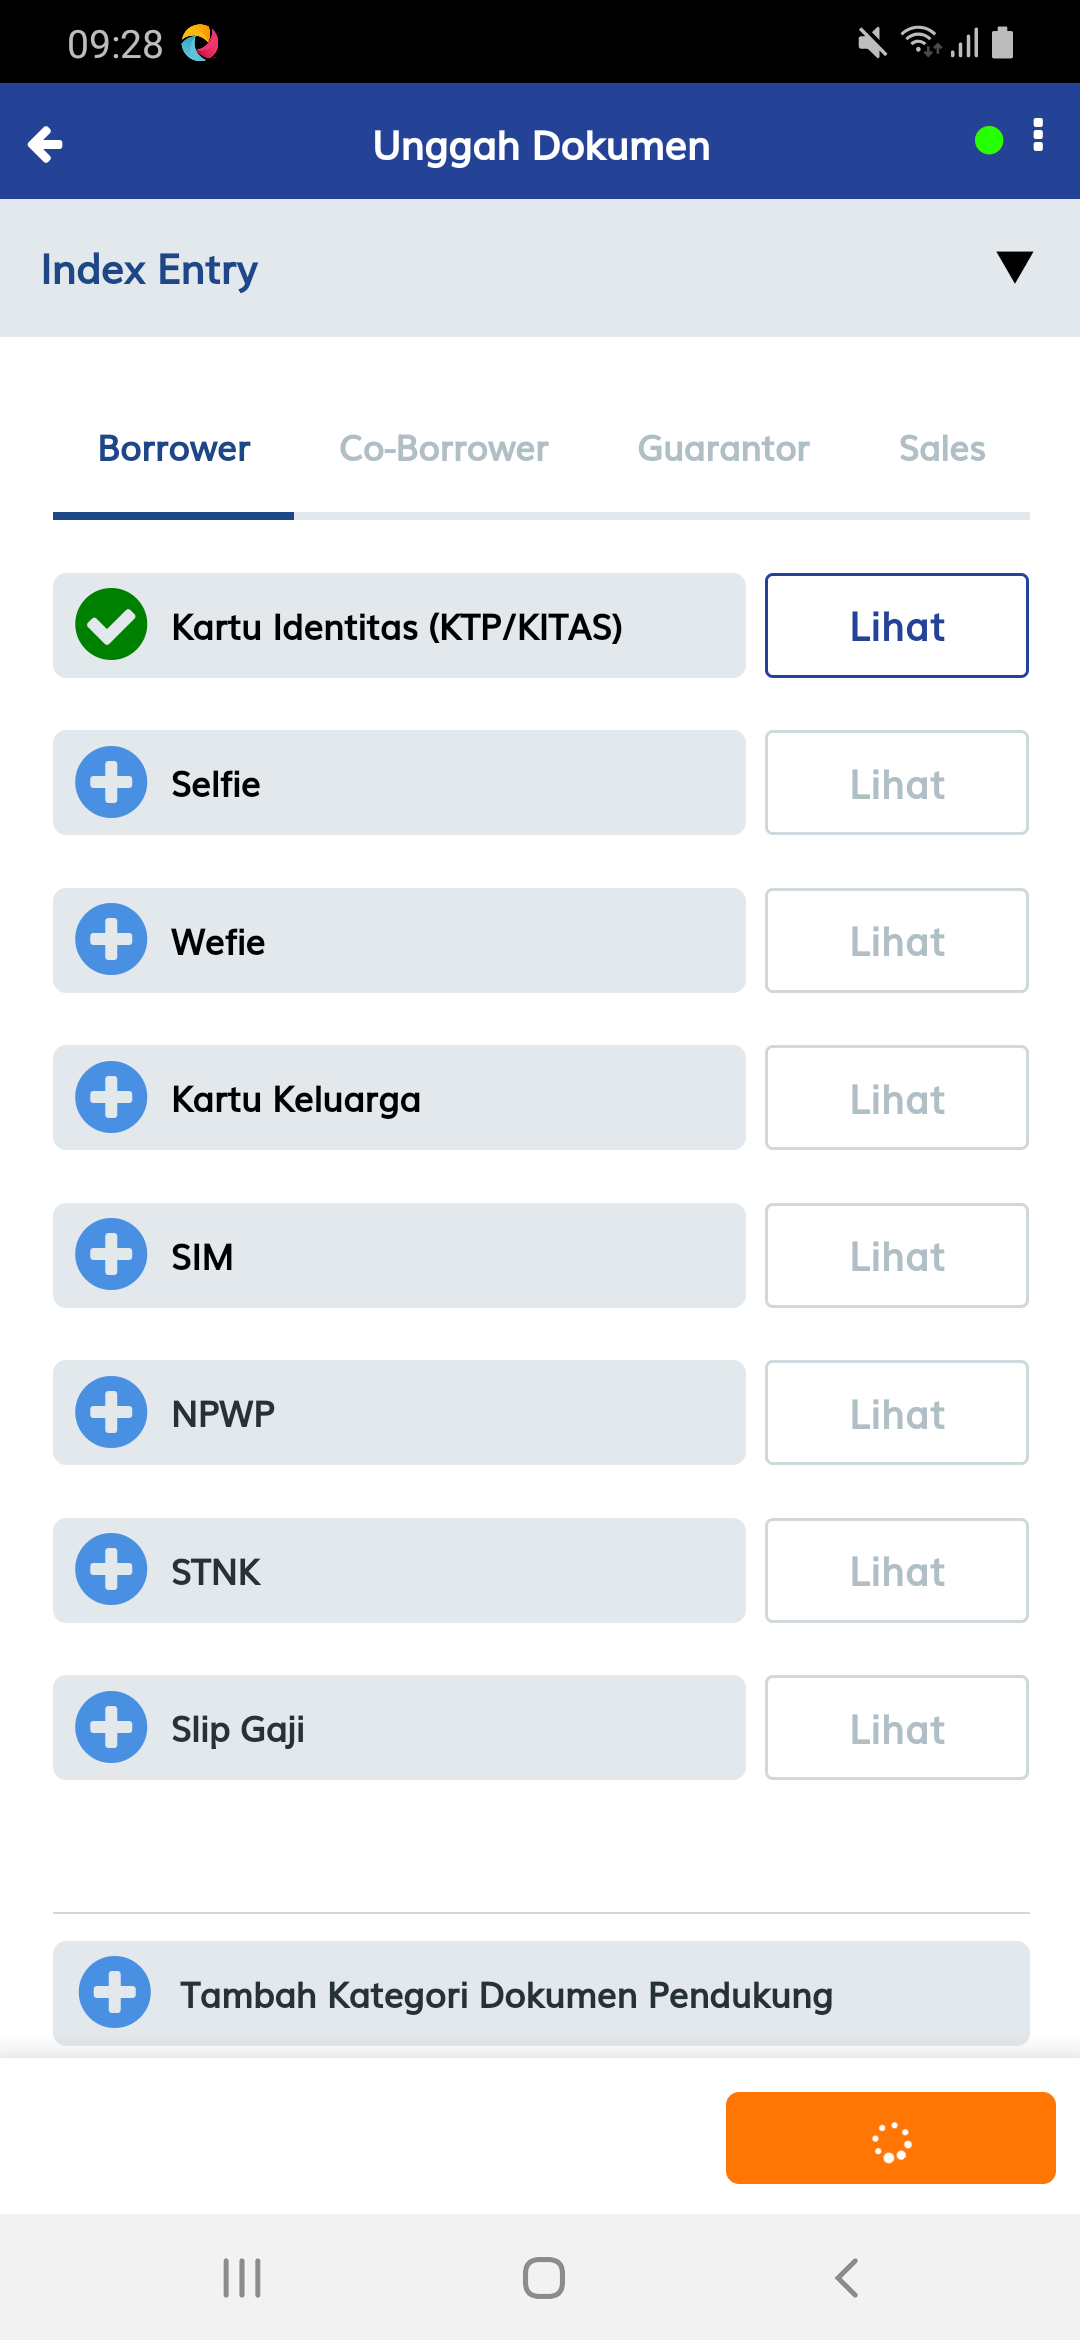 09:28
Unggah Dokumen
Index Entry
Borrower Co-Borrower Guarantor Sales
Kartu Identitas (KTP/KITAS) Lihat
Selfie Lihat
Wefie Lihat
Kartu Keluarga Lihat
SIM Lihat
NPWP Lihat
STNK Lihat
Slip Gaji Lihat
Tambah Kategori Dokumen Pendukung